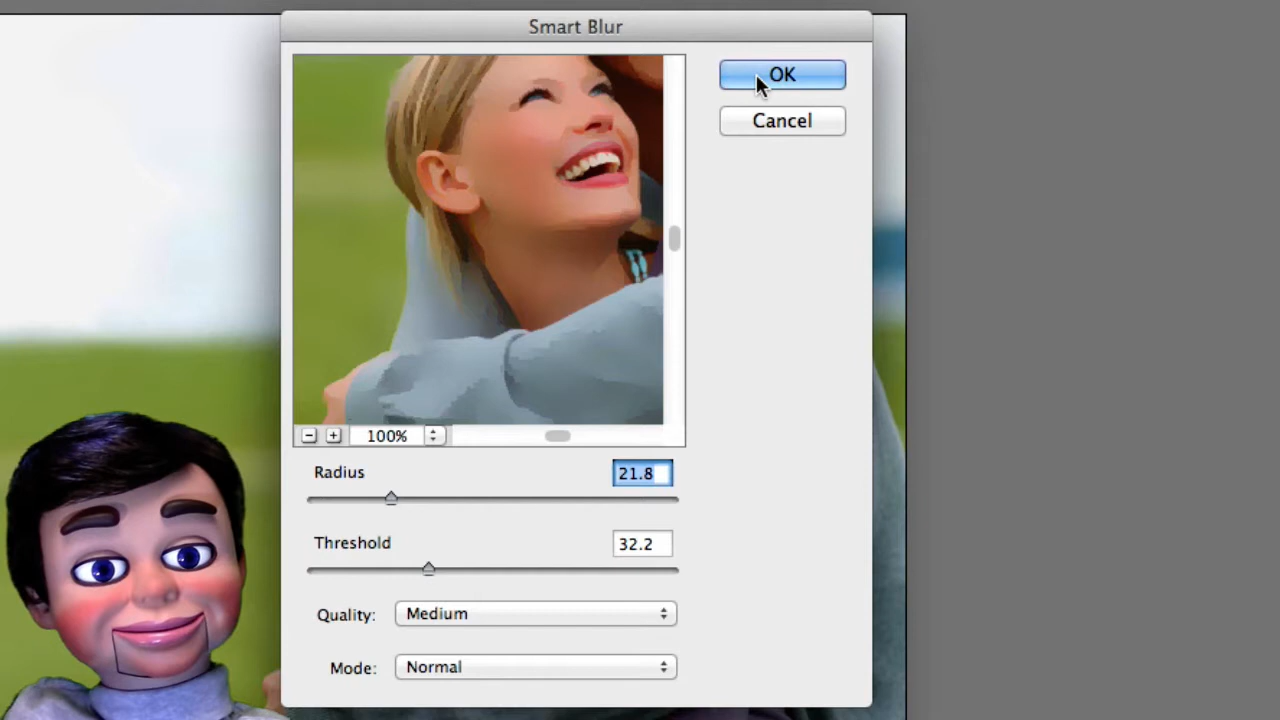 Smart Blur
OK
Cancel
100%
Radius
21.8
Threshold
32.2
Quality: Medium
Mode: Normal